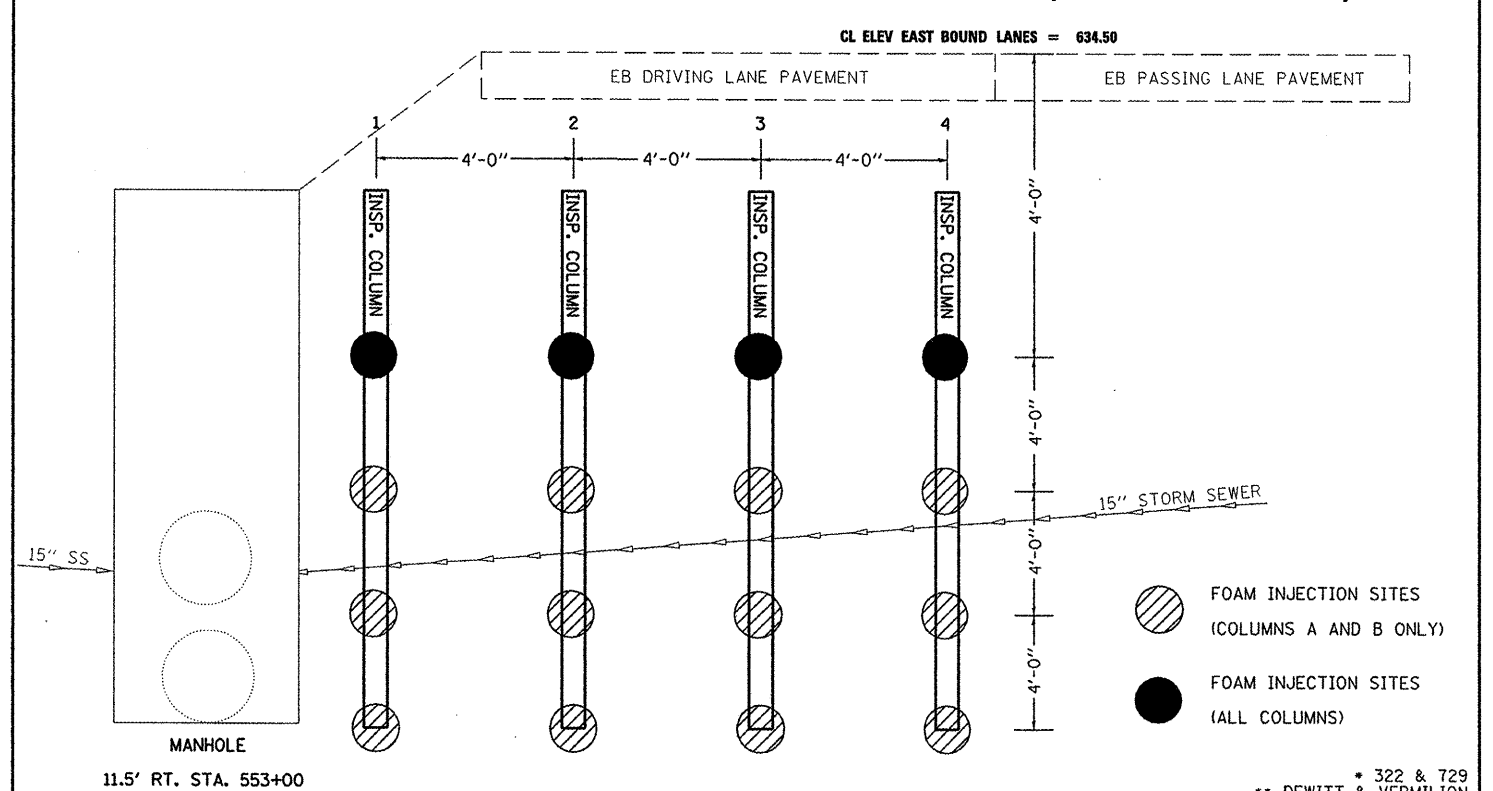 CL ELEV EAST BOUND LANES = 634.50
EB DRIVING LANE PAVEMENT
EB PASSING LANE PAVEMENT
1
2
3
4
4'-0"
4'-0"
4'-0"
INSP. COLUMN
INSP. COLUMN
INSP. COLUMN
INSP. COLUMN
4'-0"
4'-0"
4'-0"
4'-0"
15" STORM SEWER
15" SS
FOAM INJECTION SITES
(COLUMNS A AND B ONLY)
FOAM INJECTION SITES
(ALL COLUMNS)
MANHOLE
11.5' RT. STA. 553+00
* 322 & 729
** DEWITT & VERMILION